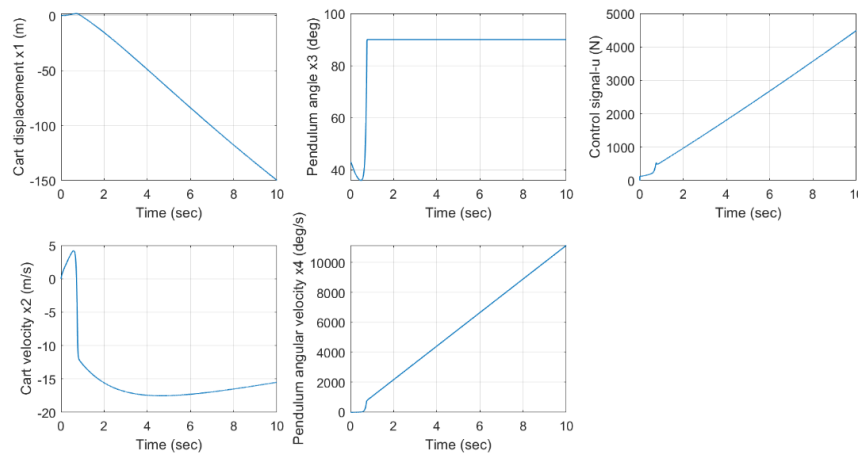 Cart displacement x1 (m)
0
-50
-100
-150
0 2 4 6 8 10
Time (sec)
Pendulum angle x3 (deg)
100
80
60
40
0 2 4 6 8 10
Time (sec)
Control signal-u (N)
5000
4000
3000
2000
1000
0
0 2 4 6 8 10
Time (sec)
Cart velocity x2 (m/s)
5
0
-5
-10
-15
-20
0 2 4 6 8 10
Time (sec)
Pendulum angular velocity x4 (deg/s)
10000
8000
6000
4000
2000
0
0 2 4 6 8 10
Time (sec)